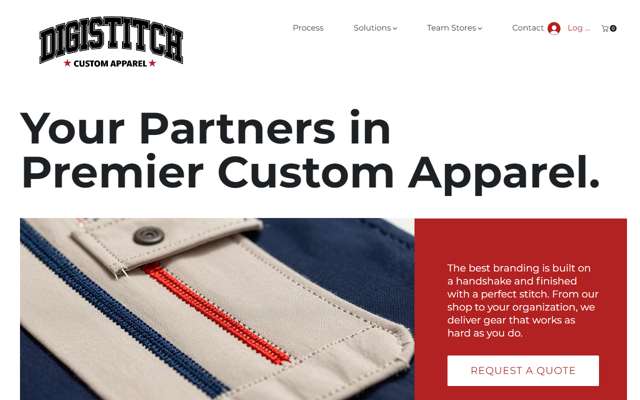 DIGISTITCH
CUSTOM APPAREL
Process
Solutions
Team Stores
Contact
Log ...
0
Your Partners in
Premier Custom Apparel.
The best branding is built on
a handshake and finished
with a perfect stitch. From our
shop to your organization, we
deliver gear that works as
hard as you do.
REQUEST A QUOTE